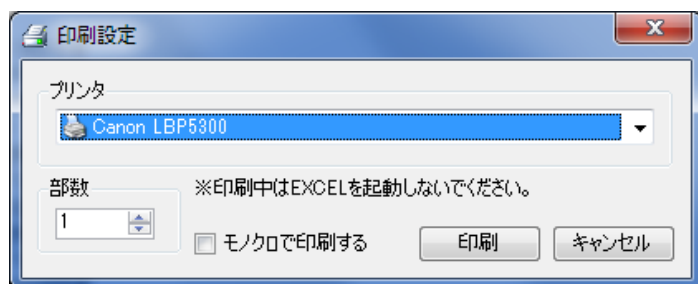 印刷設定
プリンタ
Canon LBP5300
部数
※印刷中はEXCELを起動しないでください。
1
モノクロで印刷する
印刷
キャンセル